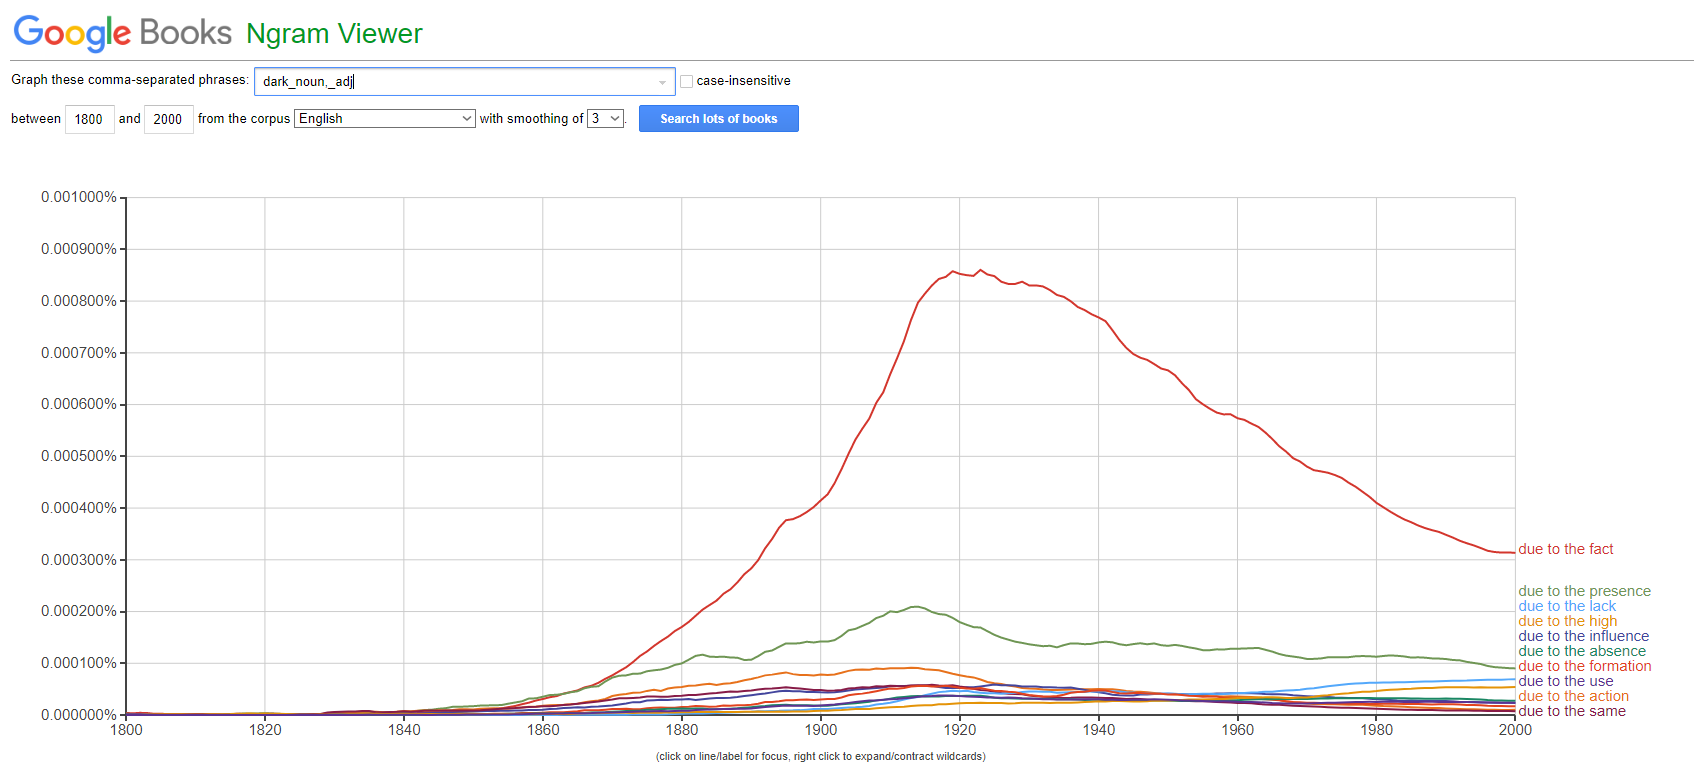 Google Books Ngram Viewer
Graph these comma-separated phrases: dark_noun,_adj case-insensitive
between 1800 and 2000 from the corpus English with smoothing of 3 . Search lots of books
0.001000%
0.000900%
0.000800%
0.000700%
0.000600%
0.000500%
0.000400%
0.000300%
0.000200%
0.000100%
0.000000%
due to the fact
due to the presence
due to the lack
due to the high
due to the influence
due to the absence
due to the formation
due to the use
due to the action
due to the same
1800 1820 1840 1860 1880 1900 1920 1940 1960 1980 2000
(click on line/label for focus, right click to expand/contract wildcards)